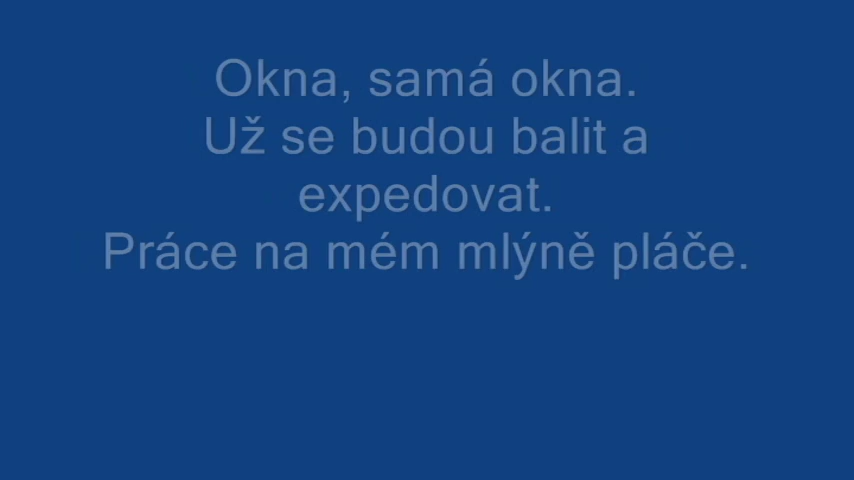 Okna, samá okna.
Už se budou balit a
expedovat.
Práce na mém mlýně pláče.